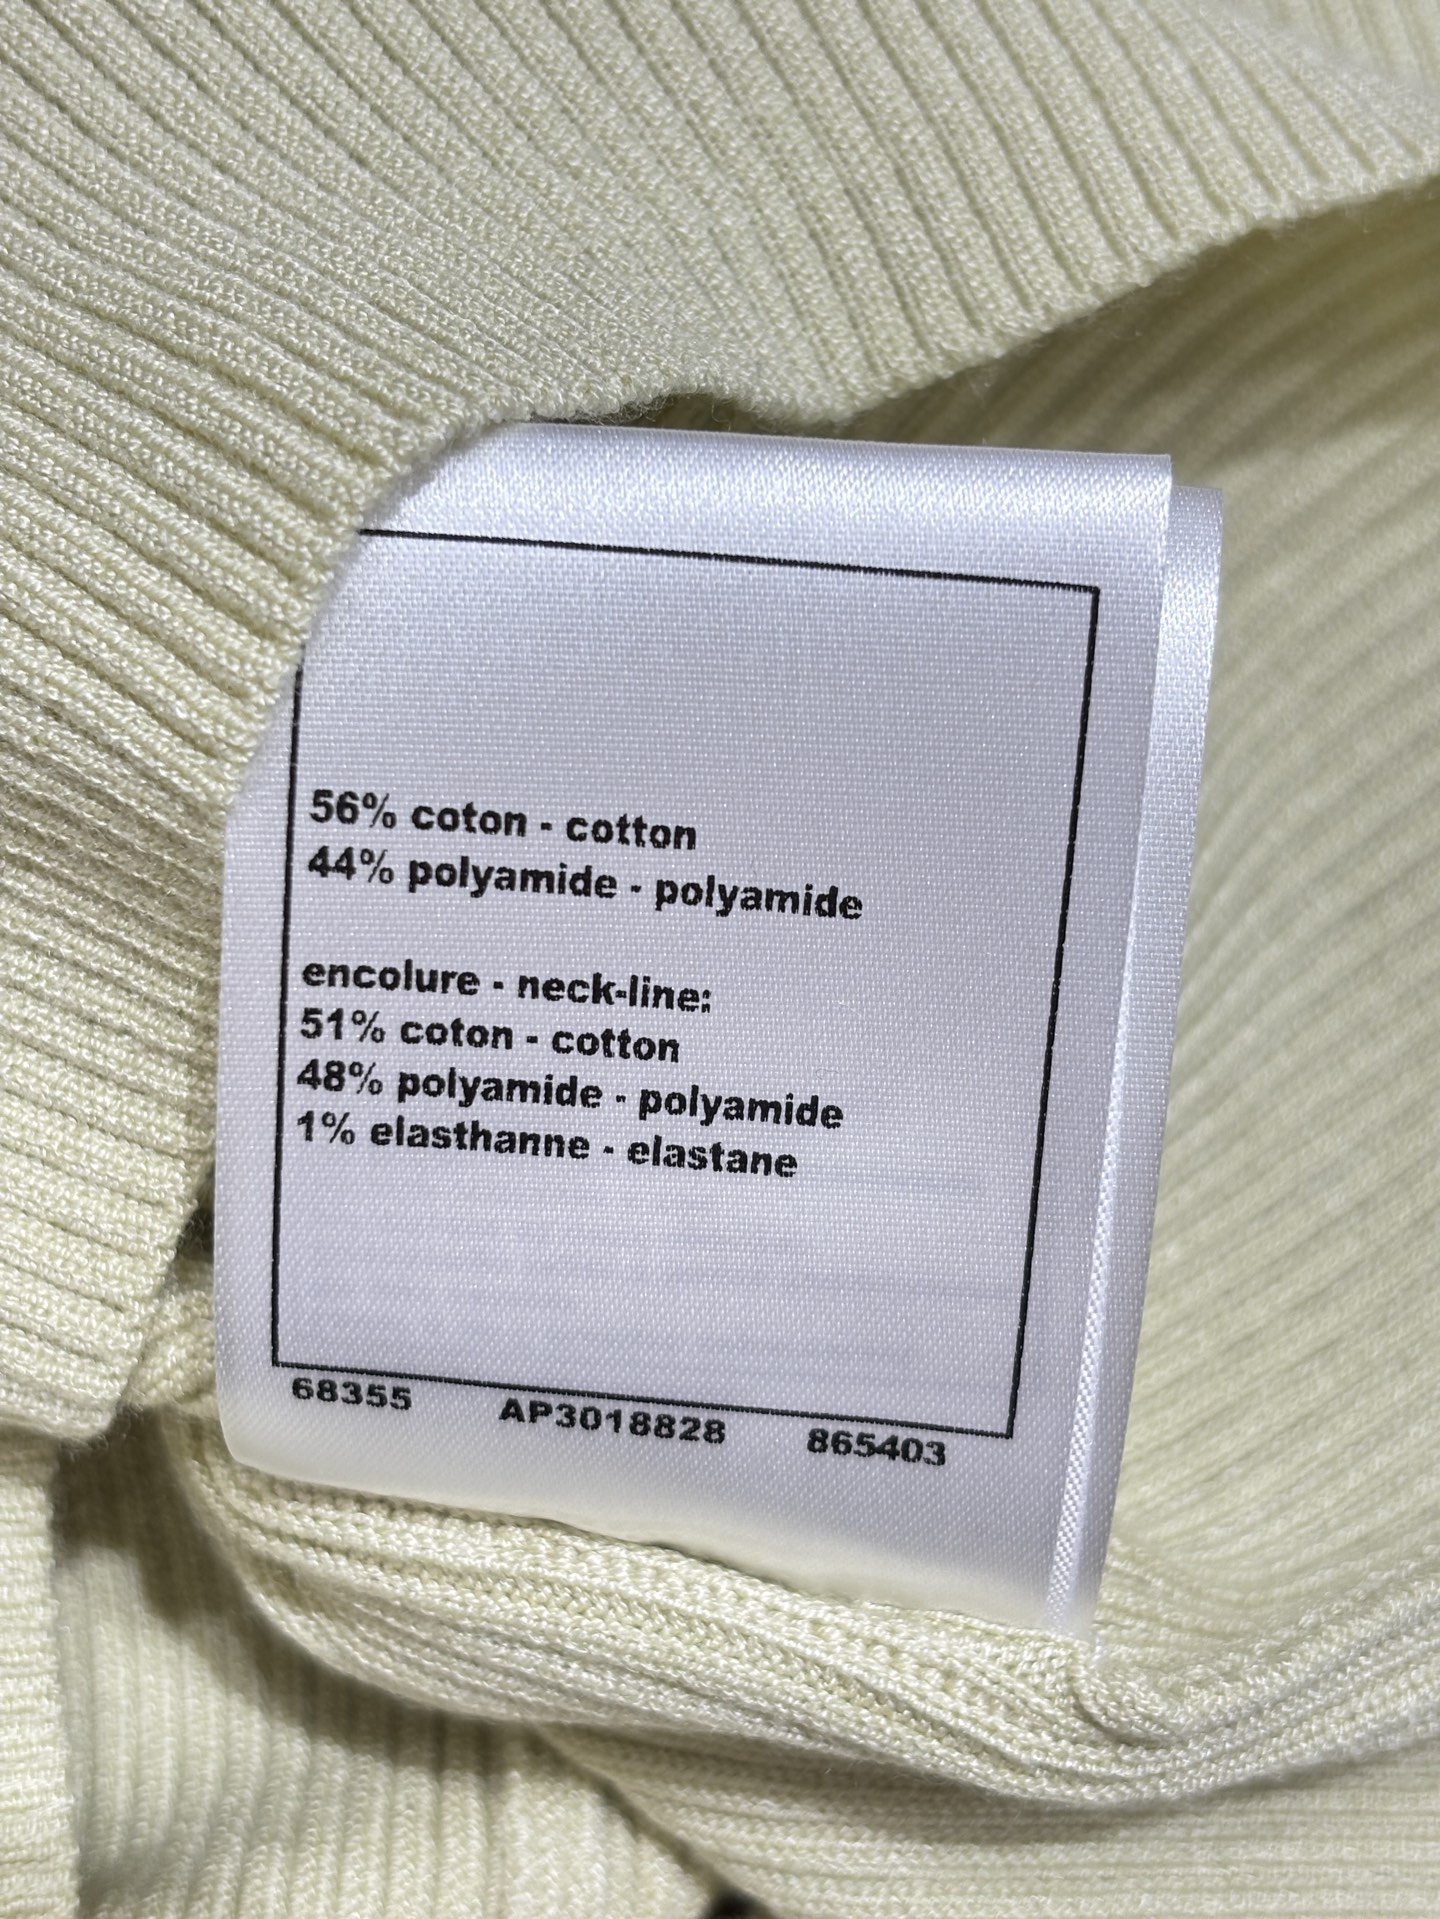 56% coton - cotton
44% polyamide - polyamide
encolure - neck-line:
51% coton - cotton
48% polyamide - polyamide
1% elasthanne - elastane
68355 AP3018828 865403